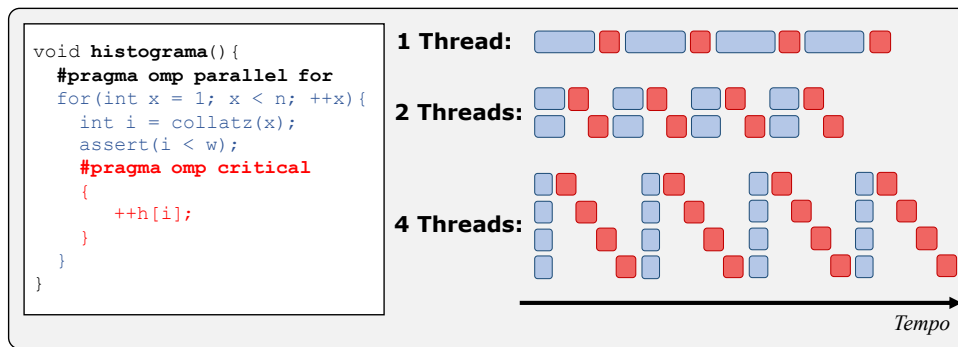 void histograma(){
#pragma omp parallel for
for(int x = 1; x < n; ++x){
int i = collatz(x);
assert(i < w);
#pragma omp critical
{
++h[i];
}
}
}
1 Thread:
2 Threads:
4 Threads:
Tempo